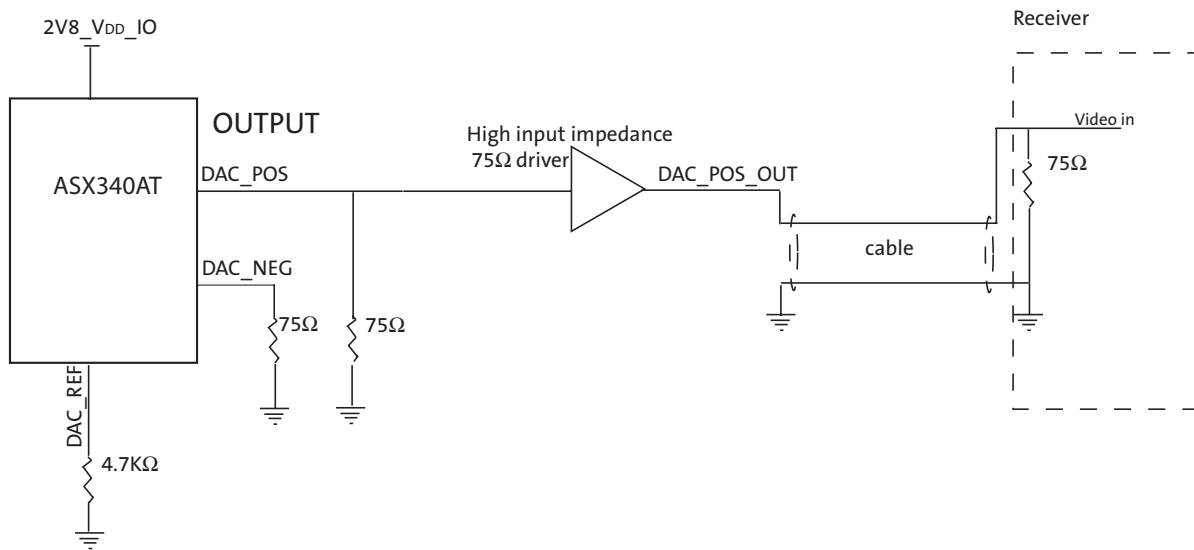 2V8_VDD_IO
Receiver
OUTPUT
High input impedance
75Ω driver
Video in
ASX340AT
DAC_POS
DAC_POS_OUT
75Ω
cable
DAC_NEG
75Ω
75Ω
DAC_REF
4.7KΩ